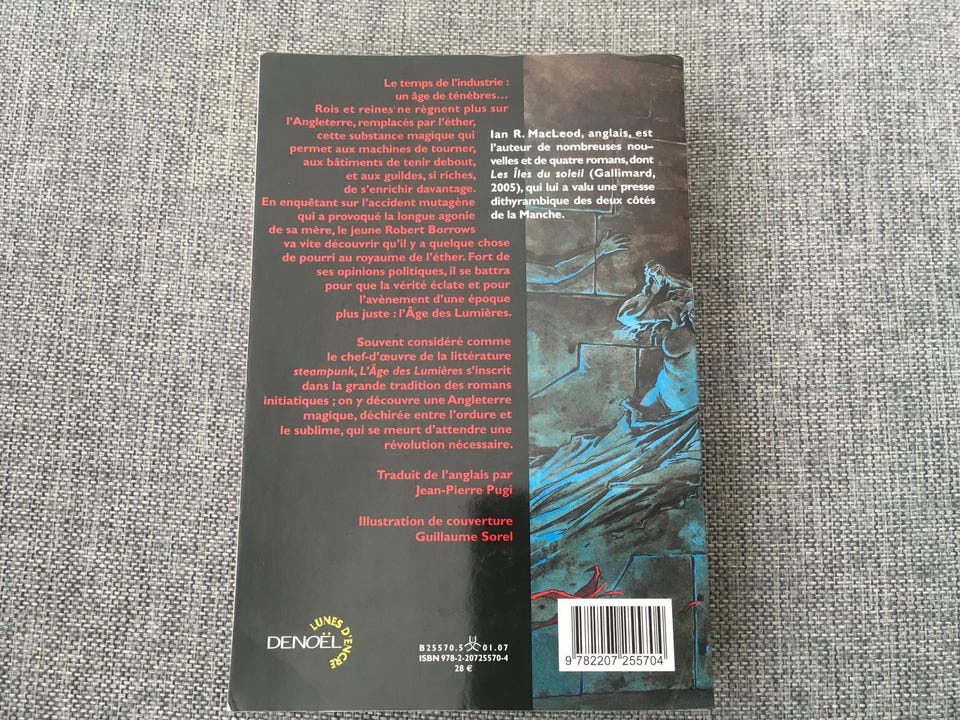 Le temps de l'industrie :
un âge de ténèbres…
Rois et reines ne règnent plus sur
l'Angleterre, remplacés par l'éther,
cette substance magique qui
permet aux machines de tourner,
aux bâtiments de tenir debout,
et aux guildes, si riches,
de s'enrichir davantage.
En enquêtant sur l'accident mutagène
qui a provoqué la longue agonie
de sa mère, le jeune Robert Borrows
va vite découvrir qu'il y a quelque chose
de pourri au royaume de l'éther. Fort de
ses opinions politiques, il se battra
pour que la vérité éclate et pour
l'avènement d'une époque
plus juste : l'Âge des Lumières.
Souvent considéré comme
le chef-d'œuvre de la littérature
steampunk, L'Âge des Lumières s'inscrit
dans la grande tradition des romans
initiatiques ; on y découvre une Angleterre
magique, déchirée entre l'ordure et
le sublime, qui se meurt d'attendre une
révolution nécessaire.
Traduit de l'anglais par
Jean-Pierre Pugi
Illustration de couverture
Guillaume Sorel
Ian R. MacLeod, anglais, est
l'auteur de nombreuses nou-
velles et de quatre romans, dont
Les Îles du soleil (Gallimard,
2005), qui lui a valu une presse
dithyrambique des deux côtés
de la Manche.
DENOËL
LUNES D'ENCRE
B25570.5 01.07
ISBN 978-2-20725570-4
28 €
9 782207 255704